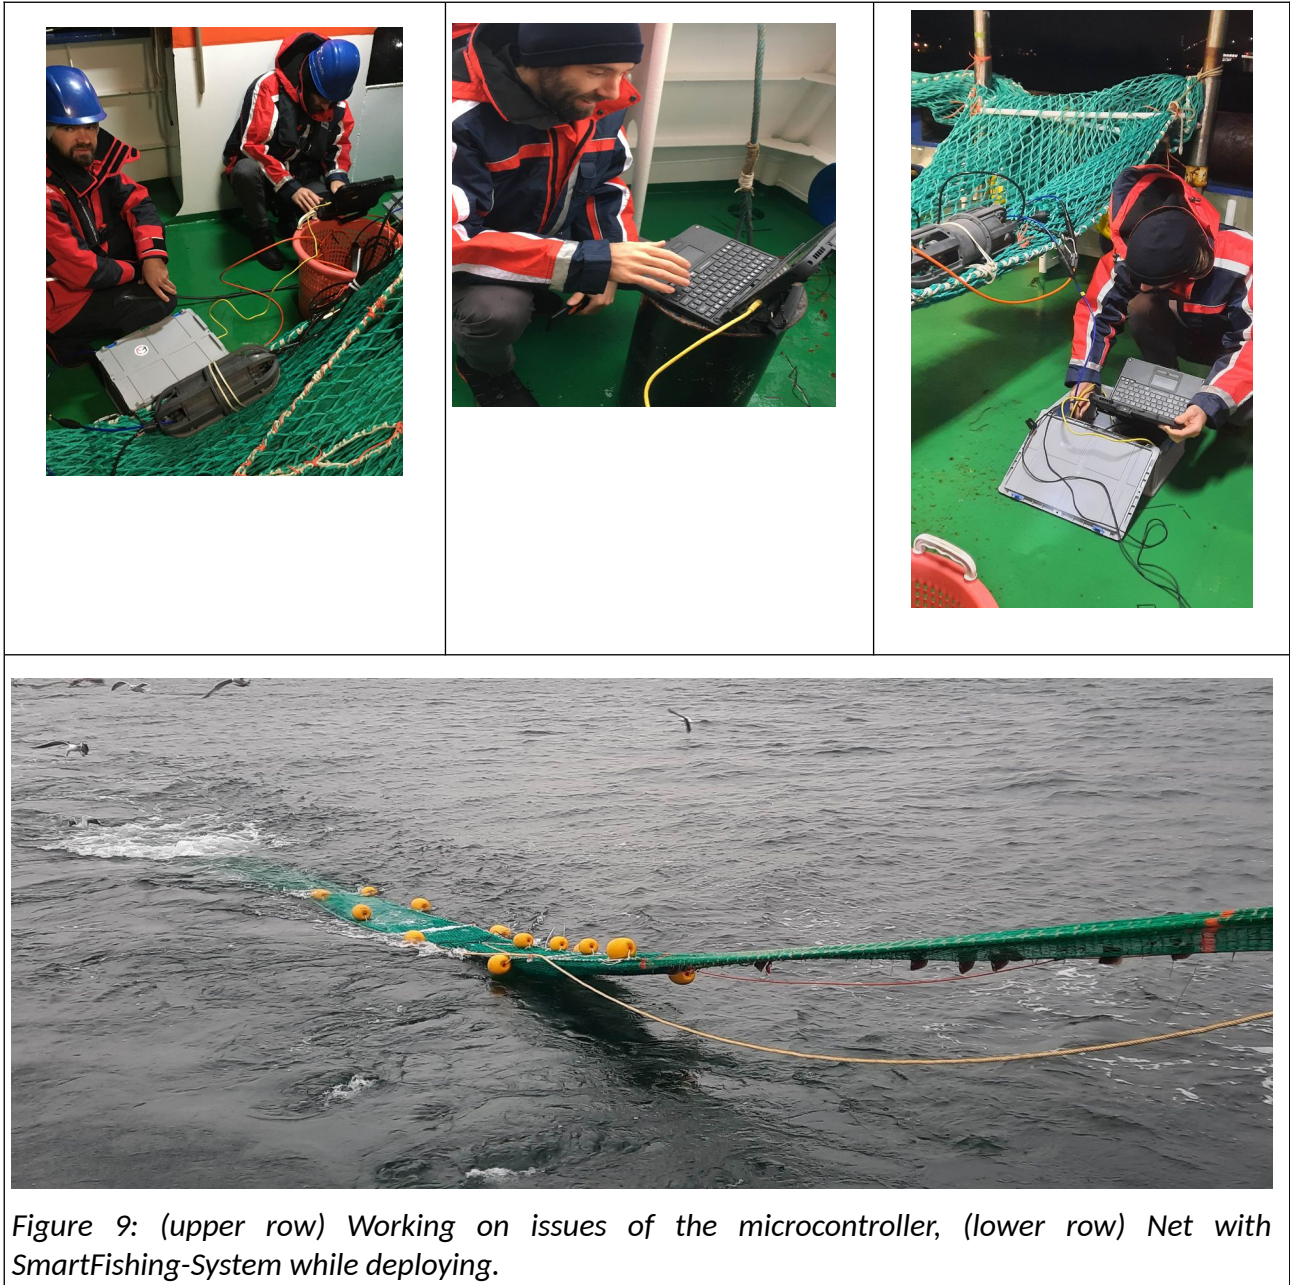 Figure 9: (upper row) Working on issues of the microcontroller, (lower row) Net with
SmartFishing-System while deploying.